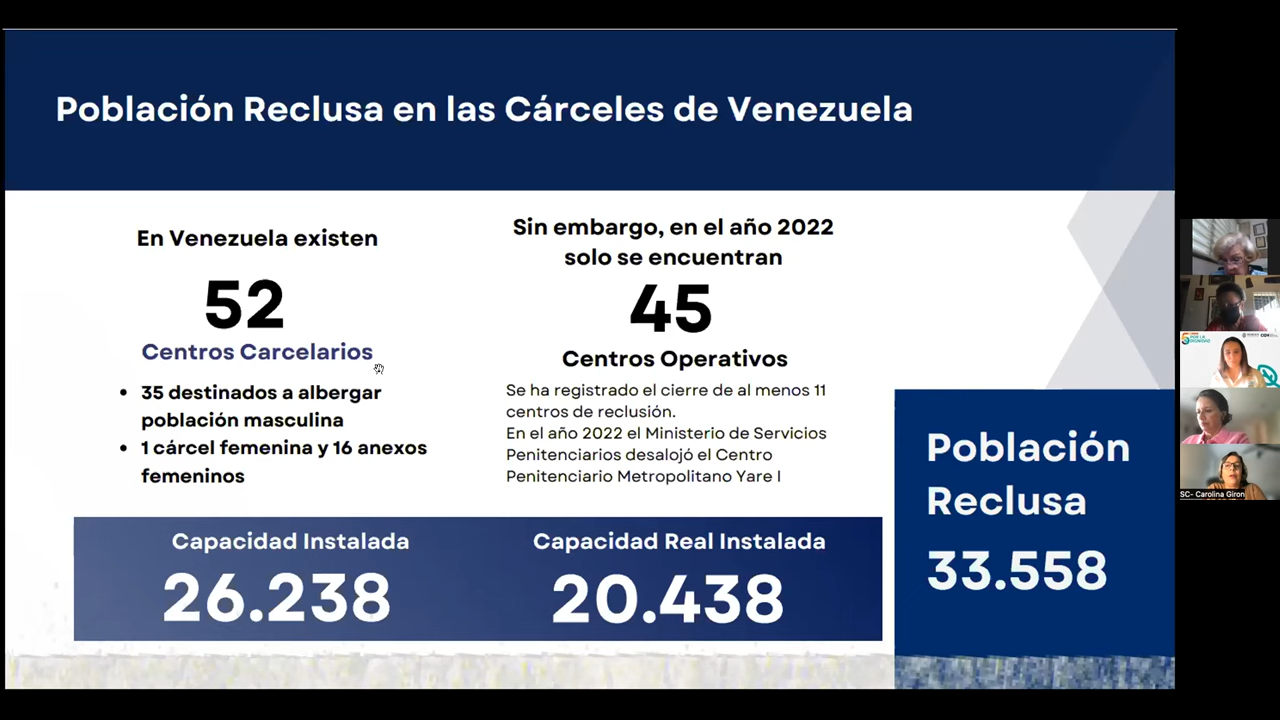 Población Reclusa en las Cárceles de Venezuela
En Venezuela existen
52
Centros Carcelarios
• 35 destinados a albergar
población masculina
• 1 cárcel femenina y 16 anexos
femeninos
Sin embargo, en el año 2022
solo se encuentran
45
Centros Operativos
Se ha registrado el cierre de al menos 11
centros de reclusión.
En el año 2022 el Ministerio de Servicios
Penitenciarios desalojó el Centro
Penitenciario Metropolitano Yare I
Capacidad Instalada
26.238
Capacidad Real Instalada
20.438
Población
Reclusa
33.558
POR LA
DIGNIDAD
SC- Carolina Giron